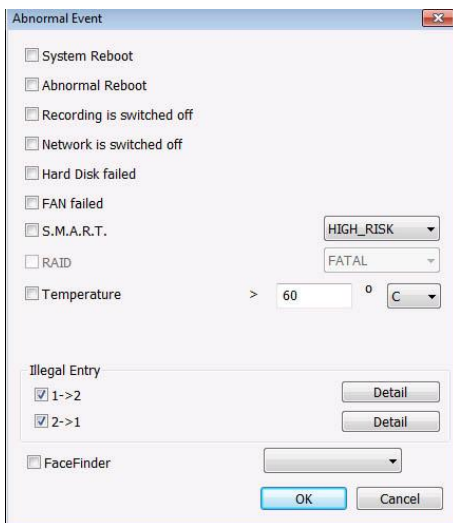 Abnormal Event
System Reboot
Abnormal Reboot
Recording is switched off
Network is switched off
Hard Disk failed
FAN failed
S.M.A.R.T. HIGH_RISK
RAID FATAL
Temperature > 60 o C
Illegal Entry
1->2 Detail
2->1 Detail
FaceFinder
OK Cancel